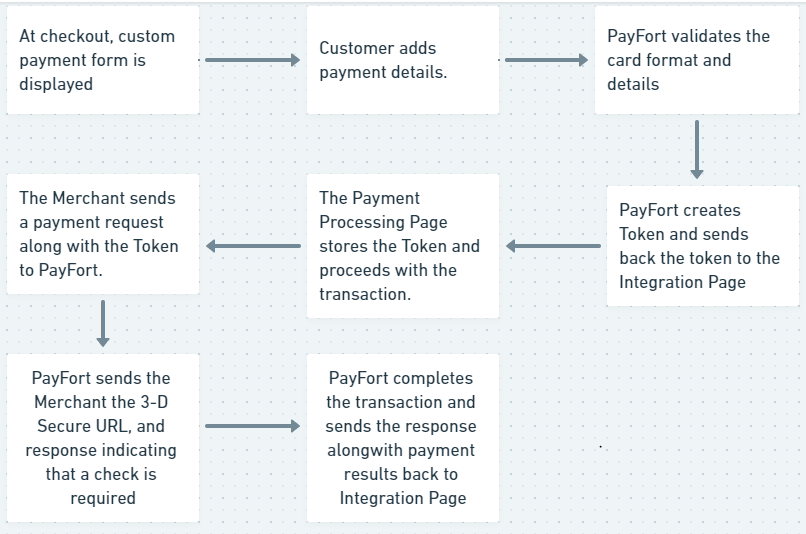 At checkout, custom
payment form is
displayed
Customer adds
payment details.
PayFort validates the
card format and
details
PayFort creates
Token and sends
back the token to the
Integration Page
The Payment
Processing Page
stores the Token and
proceeds with the
transaction.
The Merchant sends
a payment request
along with the Token
to PayFort.
PayFort sends the
Merchant the 3-D
Secure URL, and
response indicating
that a check is
required
PayFort completes
the transaction and
sends the response
alongwith payment
results back to
Integration Page